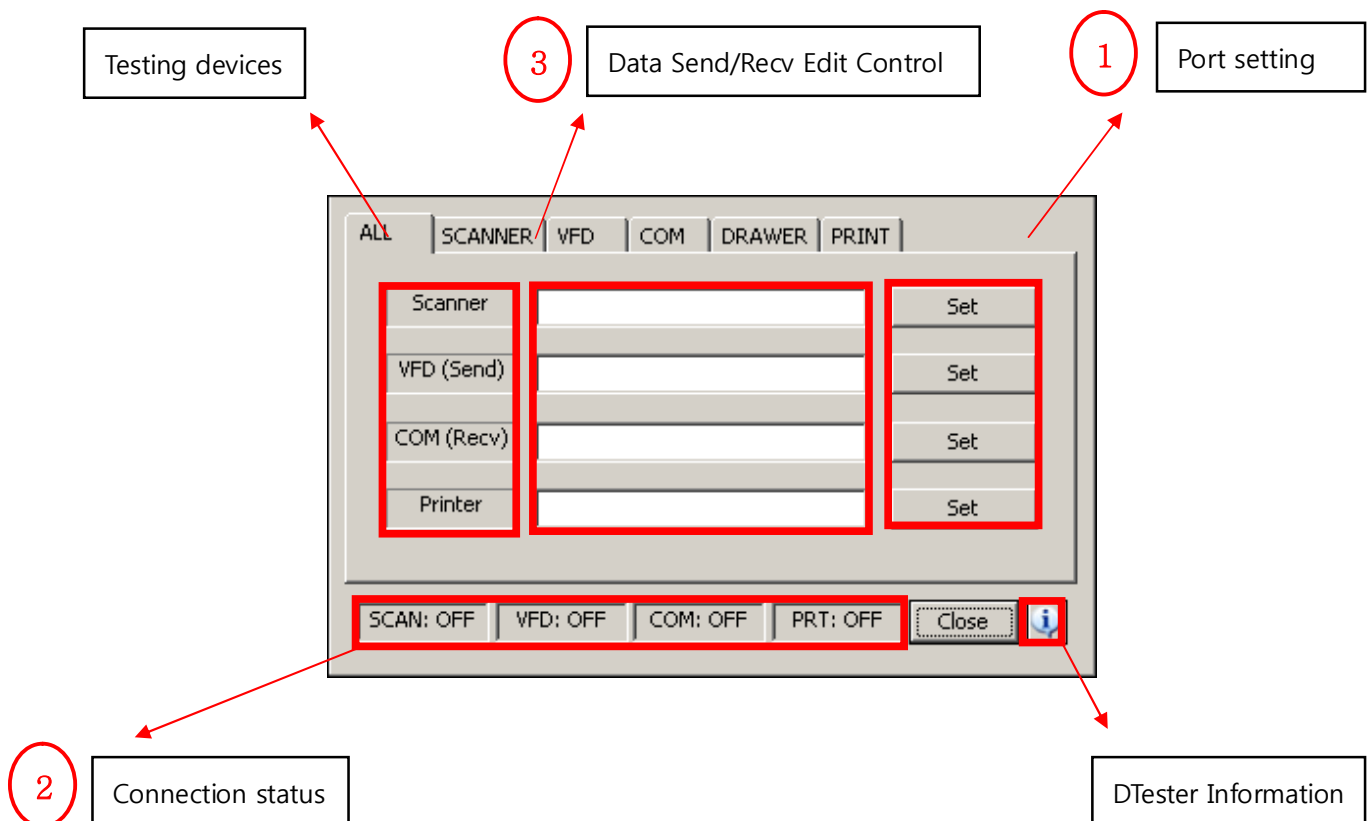 Testing devices
3
Data Send/Recv Edit Control
1
Port setting
ALL SCANNER VFD COM DRAWER PRINT
Scanner Set
VFD (Send) Set
COM (Recv) Set
Printer Set
SCAN: OFF VFD: OFF COM: OFF PRT: OFF Close
2
Connection status
DTester Information